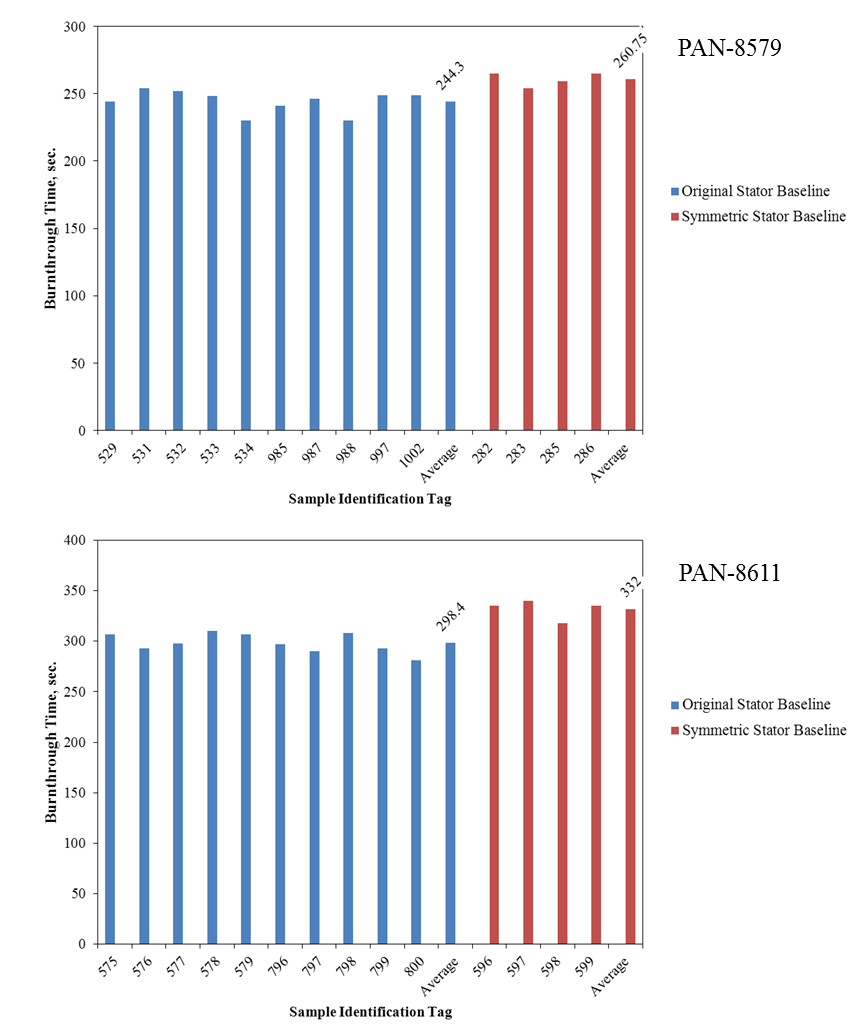 PAN-8579
300
250
200
150
100
50
0
Burnthrough Time, sec.
244.3
260.75
529 531 532 533 534 985 987 988 997 1002 Average 282 283 285 286 Average
Sample Identification Tag
Original Stator Baseline
Symmetric Stator Baseline
PAN-8611
400
350
300
250
200
150
100
50
0
Burnthrough Time, sec.
298.4
332
575 576 577 578 579 796 797 798 799 800 Average 596 597 598 599 Average
Sample Identification Tag
Original Stator Baseline
Symmetric Stator Baseline